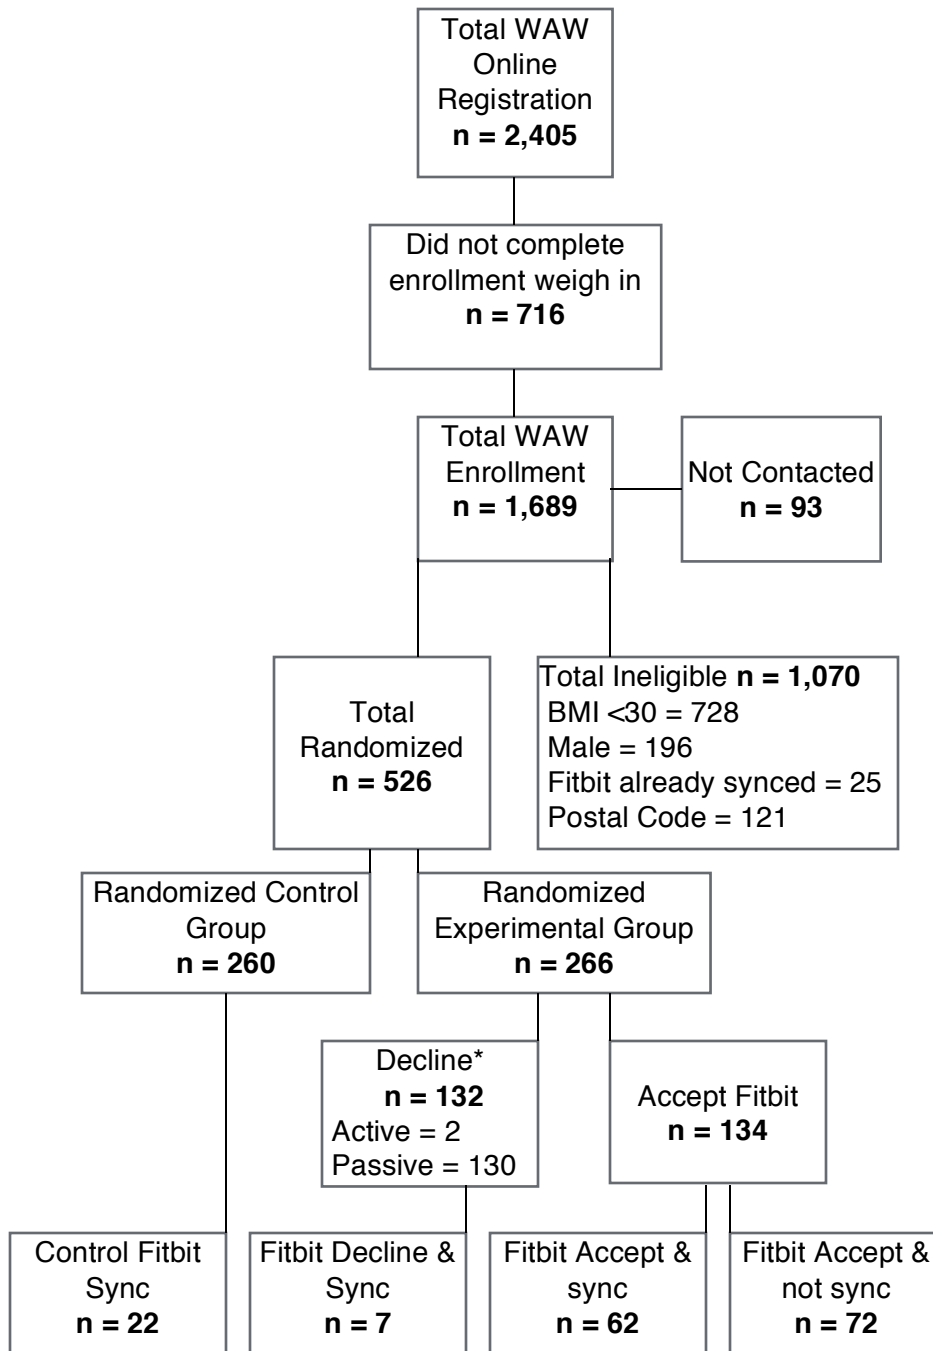 Total WAW
Online
Registration
n = 2,405
Did not complete
enrollment weigh in
n = 716
Total WAW
Enrollment
n = 1,689
Not Contacted
n = 93
Total
Randomized
n = 526
Total Ineligible n = 1,070
BMI <30 = 728
Male = 196
Fitbit already synced = 25
Postal Code = 121
Randomized Control
Group
n = 260
Randomized
Experimental Group
n = 266
Decline*
n = 132
Active = 2
Passive = 130
Accept Fitbit
n = 134
Control Fitbit
Sync
n = 22
Fitbit Decline &
Sync
n = 7
Fitbit Accept &
sync
n = 62
Fitbit Accept &
not sync
n = 72